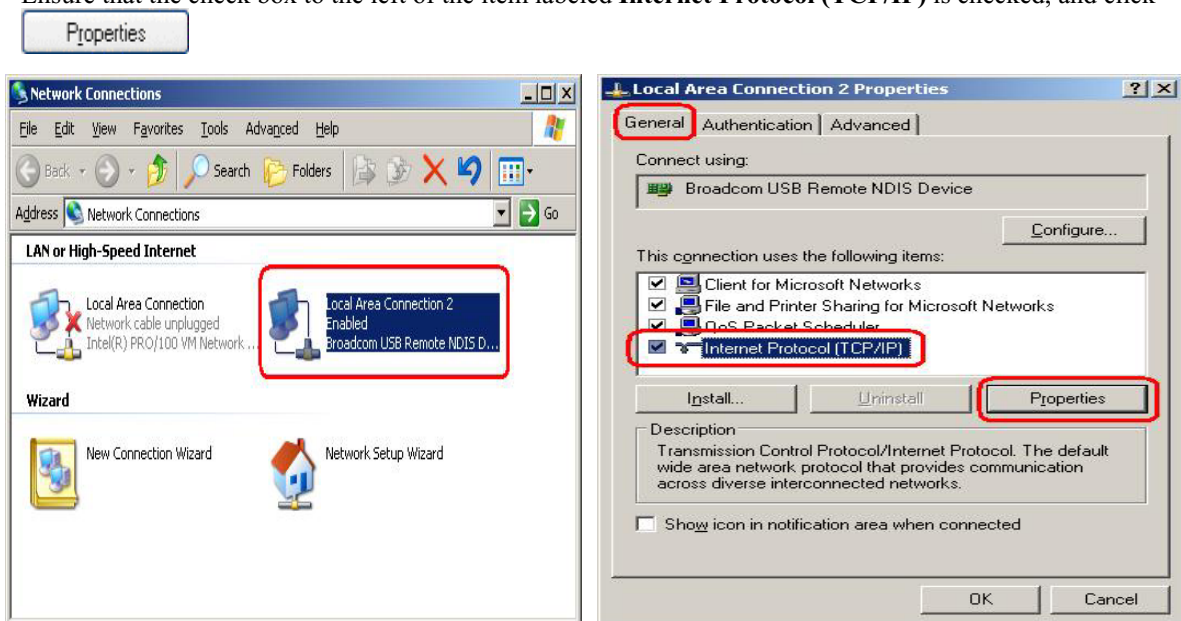 Ensure that the check box to the left of the item labeled Internet Protocol (TCP/IP) is checked, and click
Properties
Network Connections
File Edit View Favorites Tools Advanced Help
Back Search Folders
Address Network Connections Go
LAN or High-Speed Internet
Local Area Connection
Network cable unplugged
Intel(R) PRO/100 VM Network ...
Local Area Connection 2
Enabled
Broadcom USB Remote NDIS D...
Wizard
New Connection Wizard
Network Setup Wizard
Local Area Connection 2 Properties
General Authentication Advanced
Connect using:
Broadcom USB Remote NDIS Device
Configure...
This connection uses the following items:
Client for Microsoft Networks
File and Printer Sharing for Microsoft Networks
QoS Packet Scheduler
Internet Protocol (TCP/IP)
Install... Uninstall Properties
Description
Transmission Control Protocol/Internet Protocol. The default
wide area network protocol that provides communication
across diverse interconnected networks.
Show icon in notification area when connected
OK Cancel